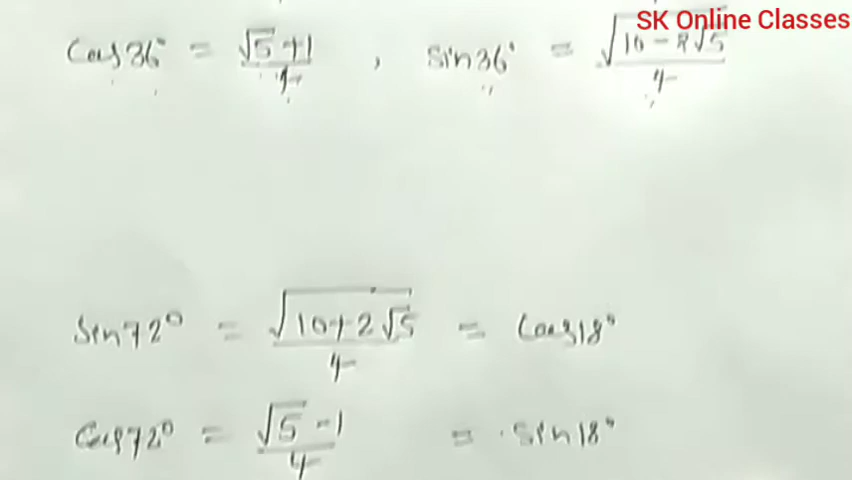 SK Online Classes
Cos36° = √5+1/4 , sin36° = √10-2√5/4
Sin72° = √10+2√5/4 = Cos18°
Cos72° = √5-1/4 = sin18°